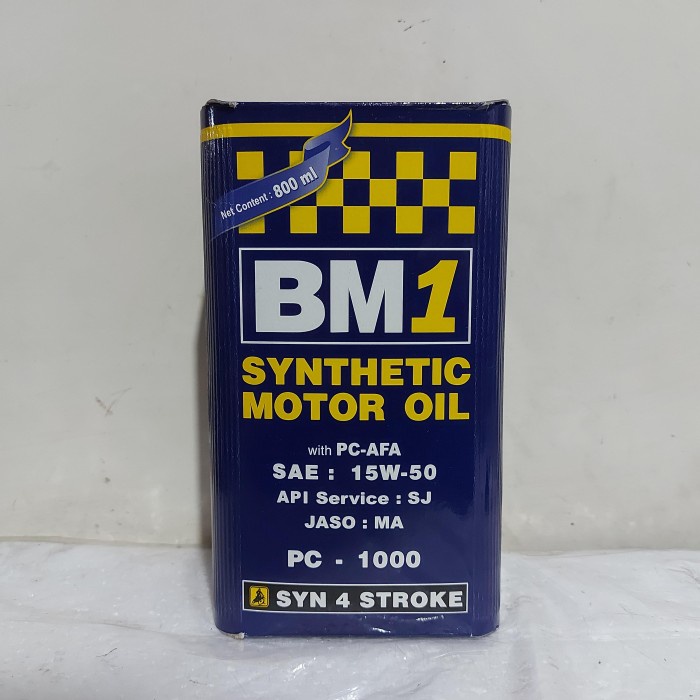 Net Content : 800 ml
BM1
SYNTHETIC
MOTOR OIL
with PC-AFA
SAE : 15W-50
API Service : SJ
JASO : MA
PC - 1000
SYN 4 STROKE